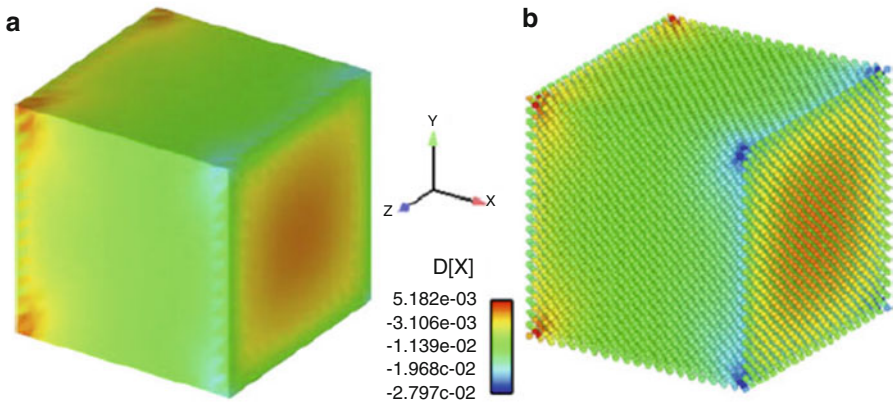 a
b
Y
Z
X
D[X]
5.182e-03
-3.106e-03
-1.139e-02
-1.968c-02
-2.797c-02